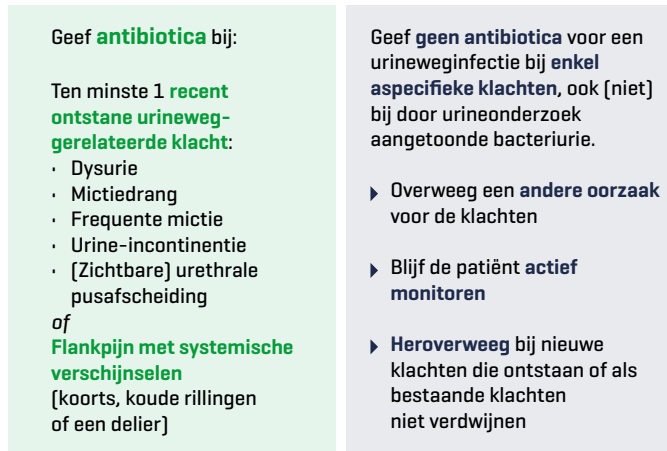 Geef antibiotica bij:
Ten minste 1 recent
ontstane urineweg-
gerelateerde klacht:
· Dysurie
· Mictiedrang
· Frequente mictie
· Urine-incontinentie
· (Zichtbare) urethrale
pusafscheiding
of
Flankpijn met systemische
verschijnselen
(koorts, koude rillingen
of een delier)
Geef geen antibiotica voor een
urineweginfectie bij enkel
aspecifieke klachten, ook (niet)
bij door urineonderzoek
aangetoonde bacteriurie.
Overweeg een andere oorzaak
voor de klachten
Blijf de patiënt actief
monitoren
Heroverweeg bij nieuwe
klachten die ontstaan of als
bestaande klachten
niet verdwijnen